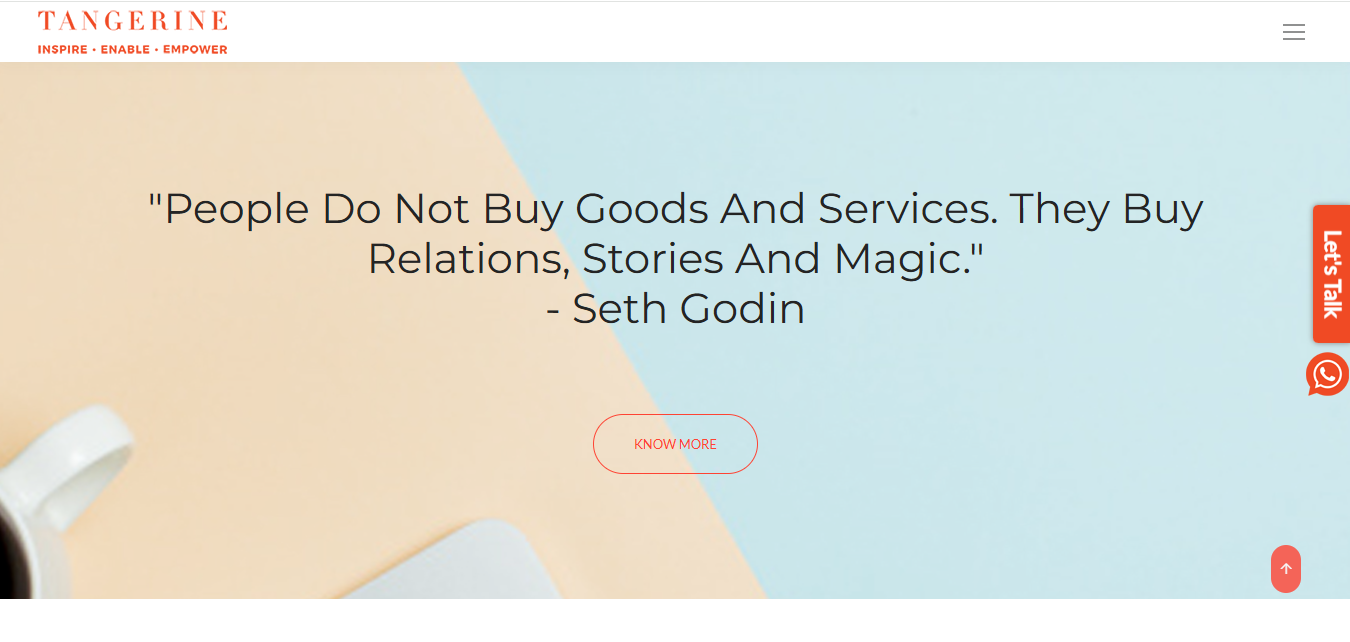 TANGERINE
INSPIRE • ENABLE • EMPOWER
"People Do Not Buy Goods And Services. They Buy
Relations, Stories And Magic."
- Seth Godin
Let's Talk
KNOW MORE